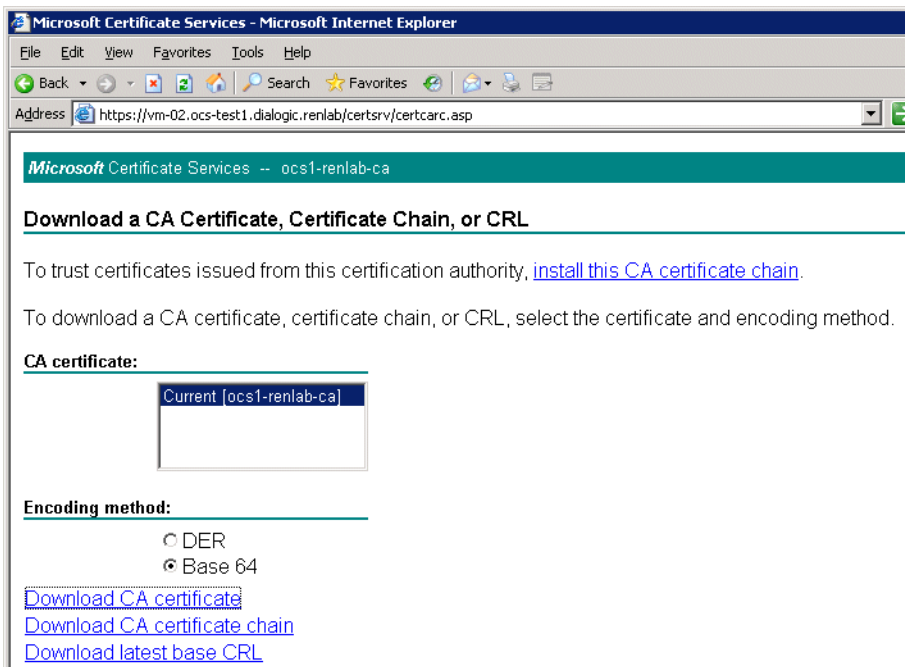 Microsoft Certificate Services - Microsoft Internet Explorer
File Edit View Favorites Tools Help
Back Search Favorites
Address https://vm-02.ocs-test1.dialogic.renlab/certsrv/certcarc.asp
Microsoft Certificate Services -- ocs1-renlab-ca
Download a CA Certificate, Certificate Chain, or CRL
To trust certificates issued from this certification authority, install this CA certificate chain.
To download a CA certificate, certificate chain, or CRL, select the certificate and encoding method.
CA certificate:
Current [ocs1-renlab-ca]
Encoding method:
DER
Base 64
Download CA certificate
Download CA certificate chain
Download latest base CRL